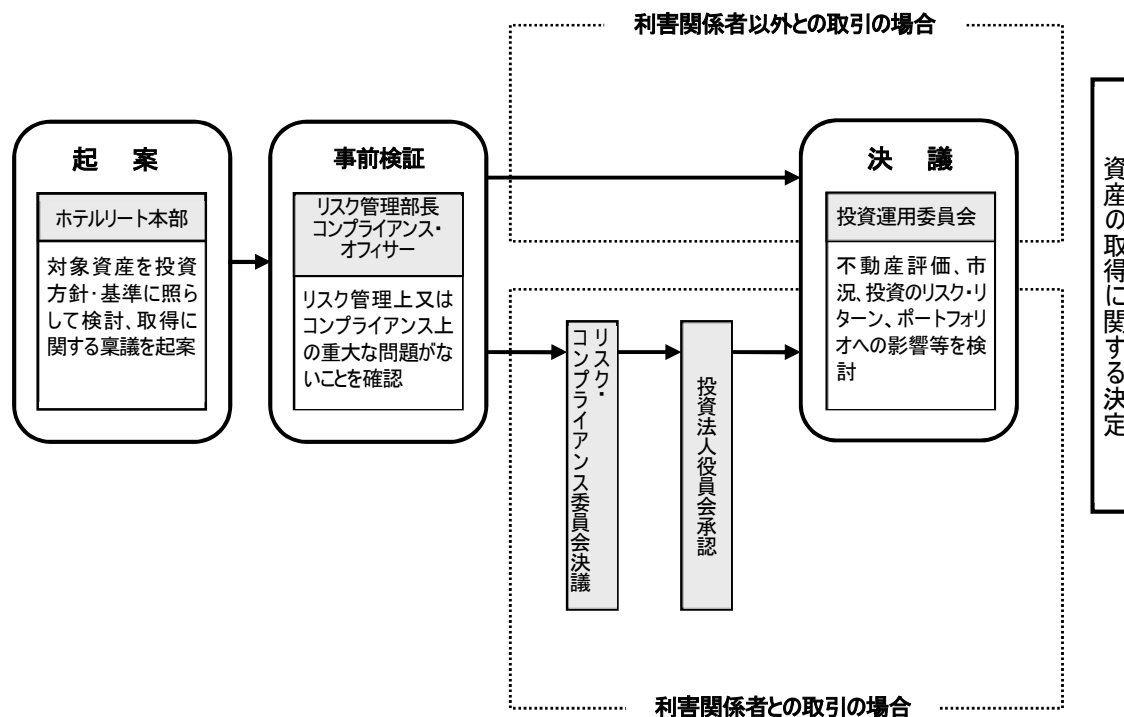 利害関係者以外との取引の場合
起 案
ホテルリート本部
対象資産を投資
方針・基準に照ら
して検討、取得に
関する稟議を起案
事前検証
リスク管理部長
コンプライアンス・
オフィサー
リスク管理上又は
コンプライアンス上
の重大な問題がな
いことを確認
リスク・
コンプライアンス委員会決議
投資法人役員会承認
決 議
投資運用委員会
不動産評価、市
況、投資のリスク・リ
ターン、ポートフォリ
オへの影響等を検
討
資産の取得に関する決定
利害関係者との取引の場合